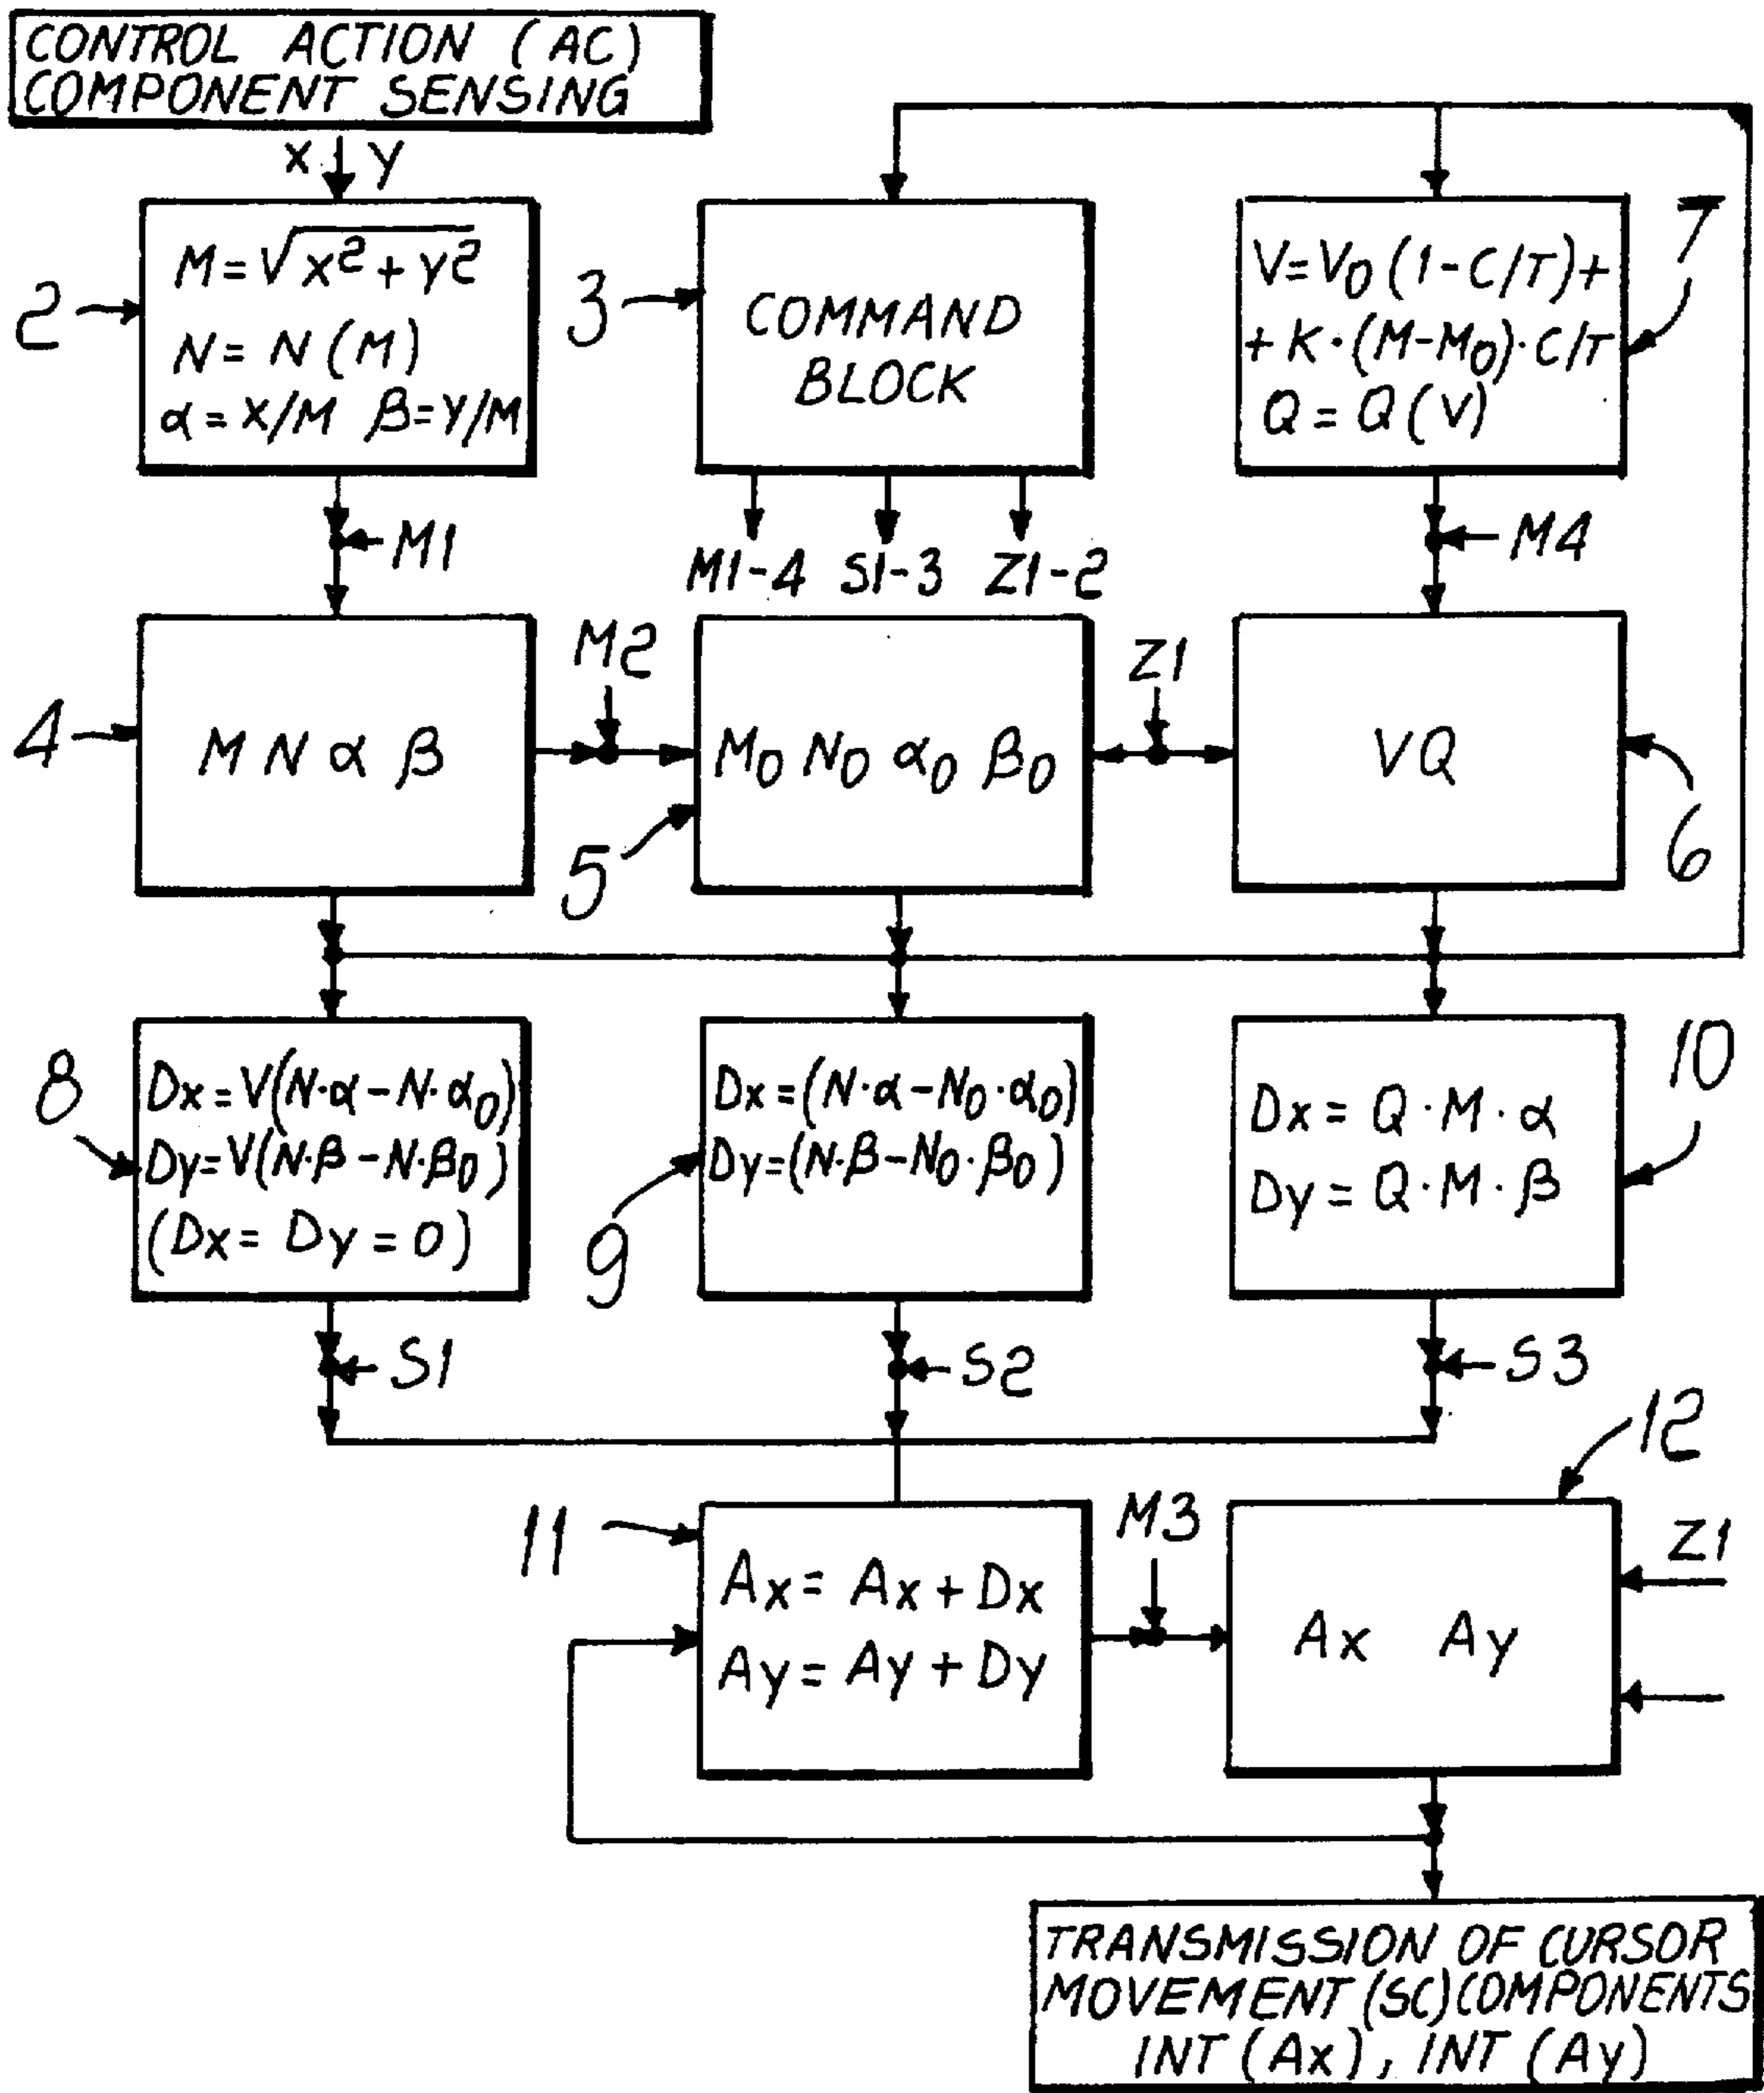 CONTROL ACTION (AC)
COMPONENT SENSING
X Y
2
M=√x²+y²
N=N(M)
α=X/M β=Y/M
3
COMMAND
BLOCK
7
V=V0(1-C/T)+
+K·(M-M0)·C/T
Q=Q(V)
M1
M1-4 S1-3 Z1-2
M4
4
M N α β
M2
M0 N0 α0 β0
5
Z1
VQ
6
8
Dx=V(N·α-N·α0)
Dy=V(N·β-N·β0)
(Dx=Dy=0)
Dx=(N·α-N0·α0)
Dy=(N·β-N0·β0)
9
Dx=Q·M·α
Dy=Q·M·β
10
S1
S2
S3
11
Ax=Ax+Dx
Ay=Ay+Dy
M3
12
Ax Ay
Z1
TRANSMISSION OF CURSOR
MOVEMENT (SC) COMPONENTS
INT (Ax), INT (Ay)